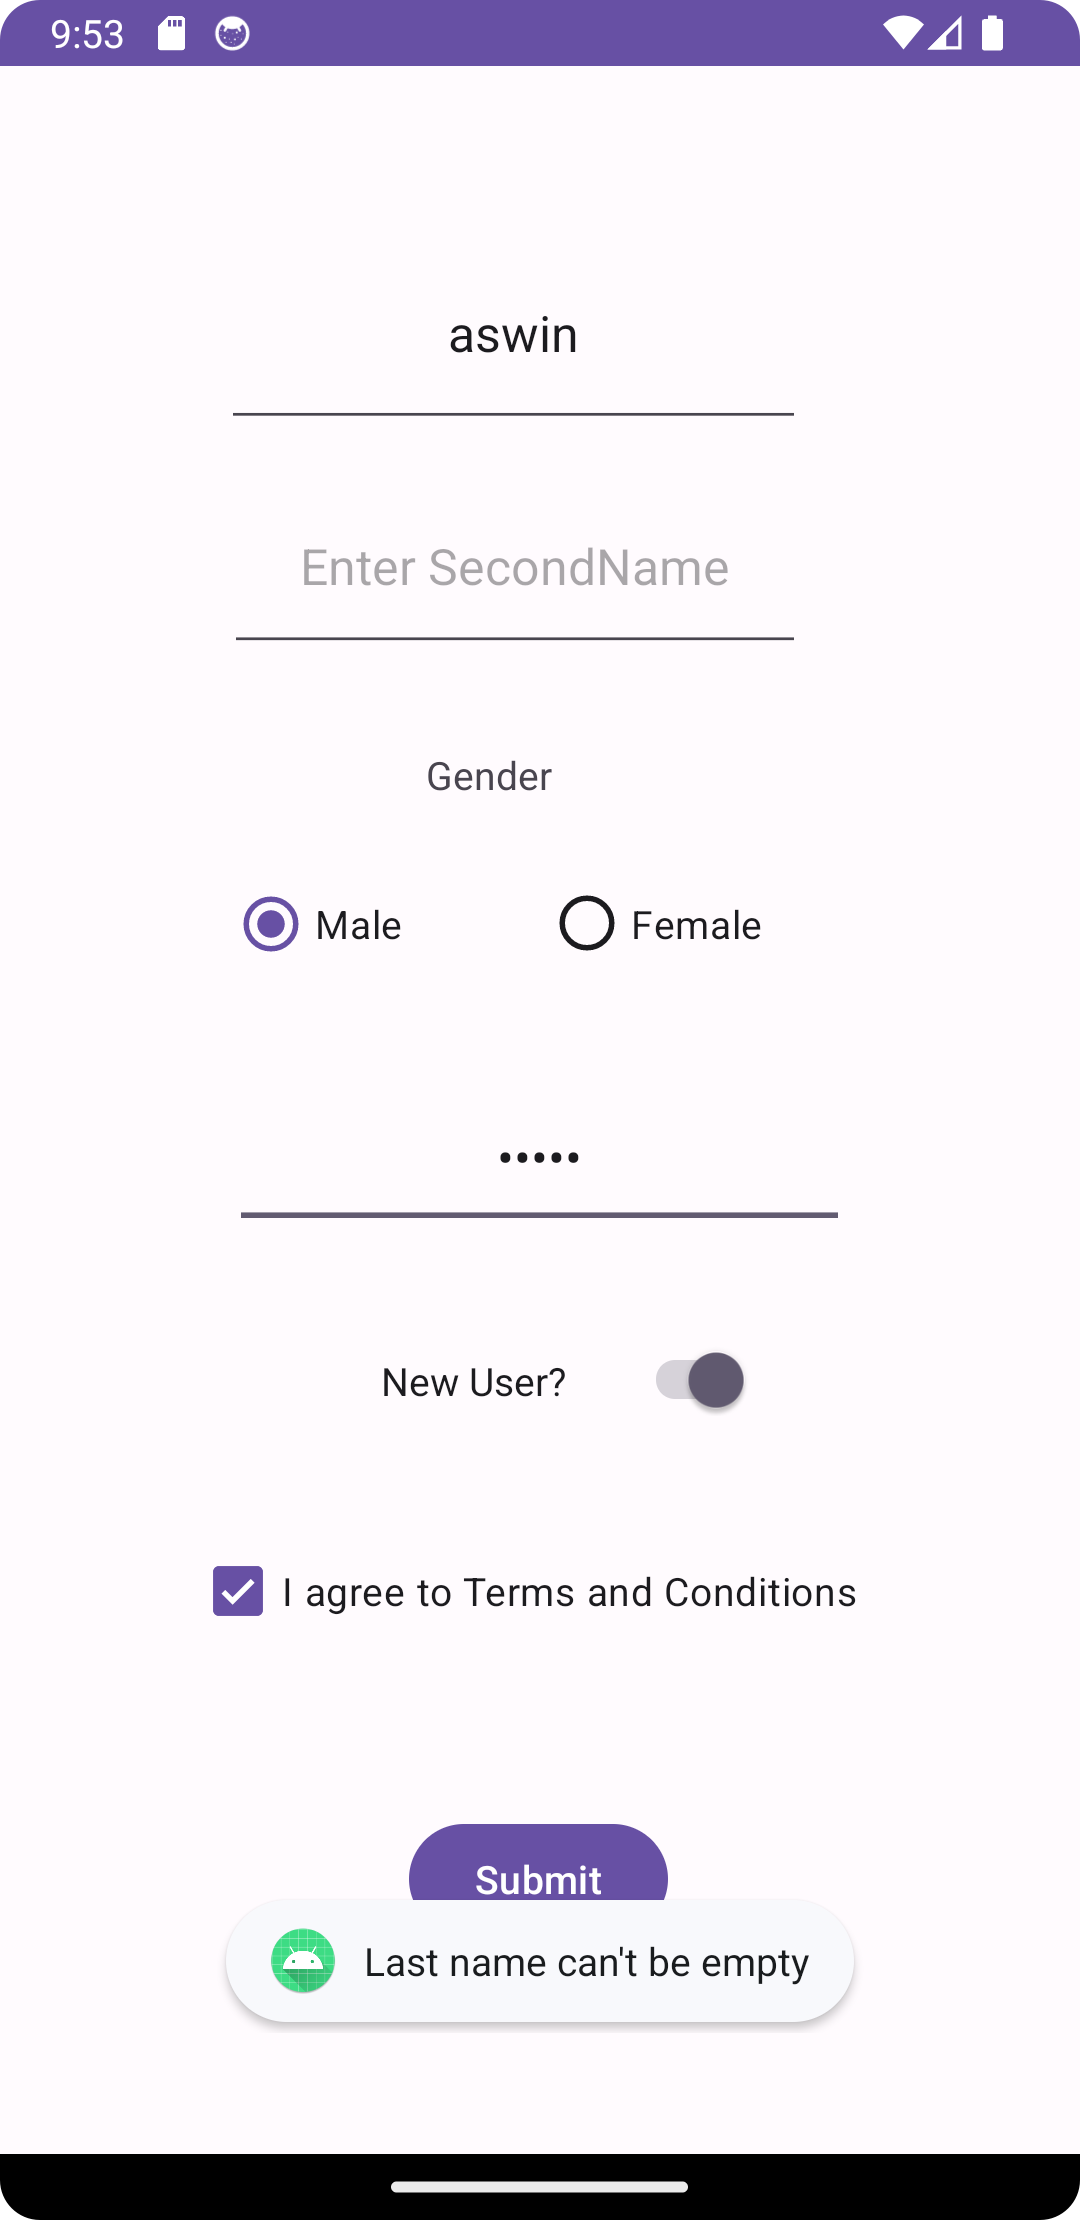 9:53
aswin
Enter SecondName
Gender
Male Female
•••••
New User?
I agree to Terms and Conditions
Submit
Last name can't be empty